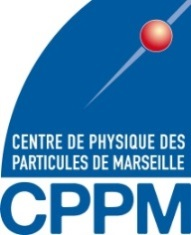 CENTRE DE PHYSIQUE DES
PARTICULES DE MARSEILLE
CPPM